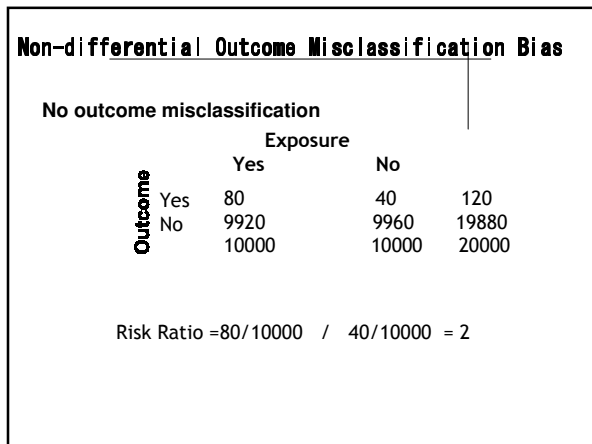 Non-differential Outcome Misclassification Bias
No outcome misclassification
Exposure
Yes No
Outcome
Yes 80 40 120
No 9920 9960 19880
10000 10000 20000
Risk Ratio =80/10000 / 40/10000 = 2